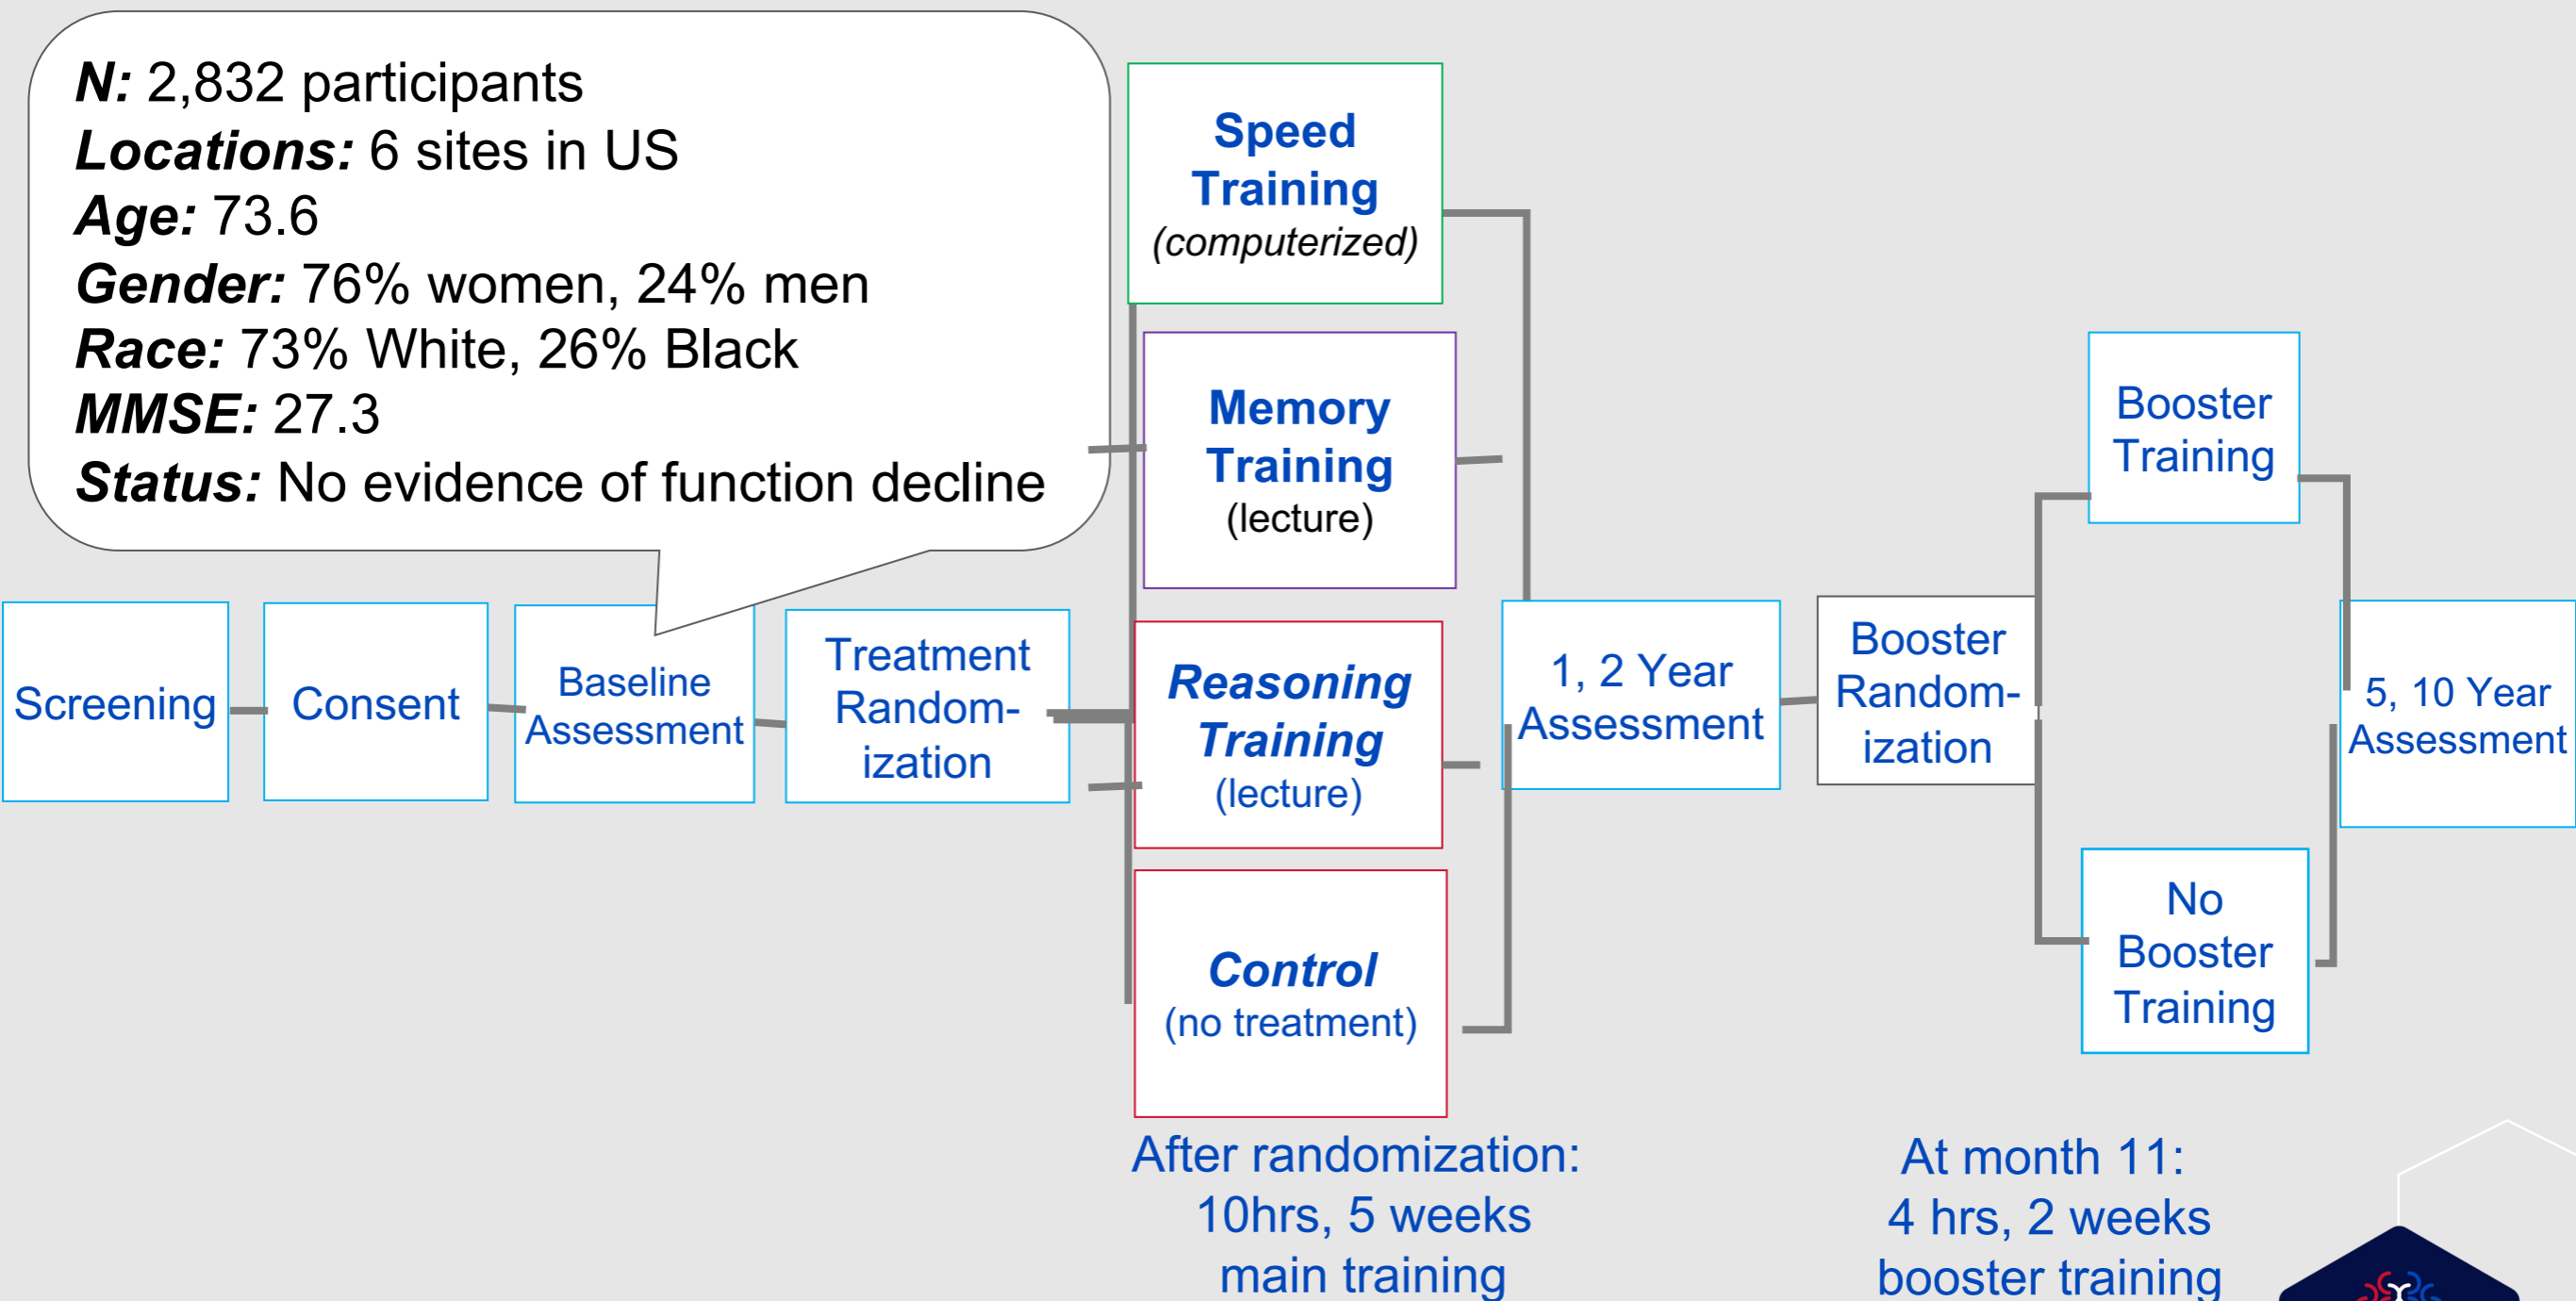 N: 2,832 participants
Locations: 6 sites in US
Age: 73.6
Gender: 76% women, 24% men
Race: 73% White, 26% Black
MMSE: 27.3
Status: No evidence of function decline
Screening
Consent
Baseline
Assessment
Treatment
Random-
ization
Speed
Training
(computerized)
Memory
Training
(lecture)
Reasoning
Training
(lecture)
Control
(no treatment)
After randomization:
10hrs, 5 weeks
main training
1, 2 Year
Assessment
Booster
Random-
ization
Booster
Training
No
Booster
Training
At month 11:
4 hrs, 2 weeks
booster training
5, 10 Year
Assessment